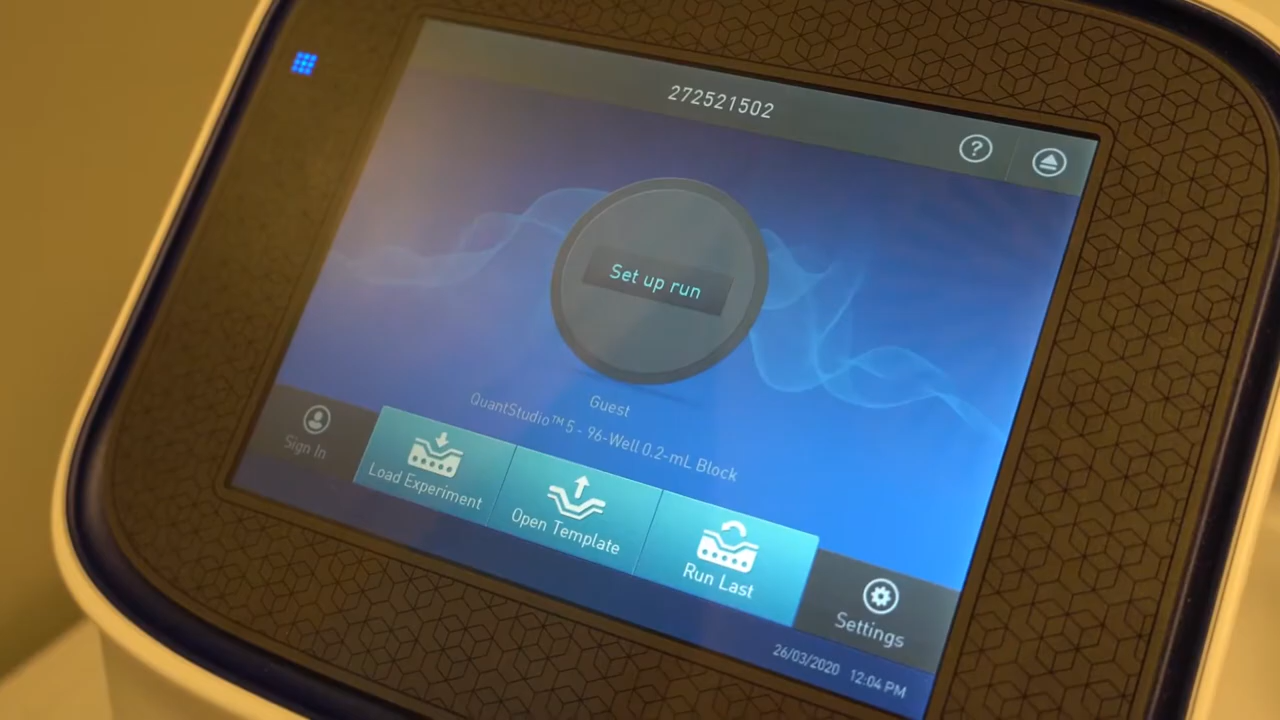 272521502
?
Set up run
Guest
QuantStudio™ 5 - 96-Well 0.2-mL Block
Sign In
Load Experiment
Open Template
Run Last
Settings
26/03/2020 12:04 PM